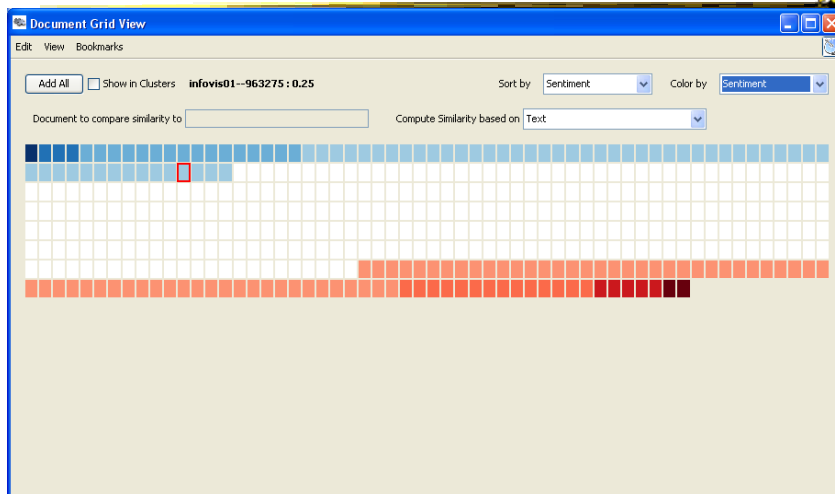 Document Grid View
Edit View Bookmarks
Add All Show in Clusters infovis01--963275 : 0.25 Sort by Sentiment Color by Sentiment
Document to compare similarity to Compute Similarity based on Text